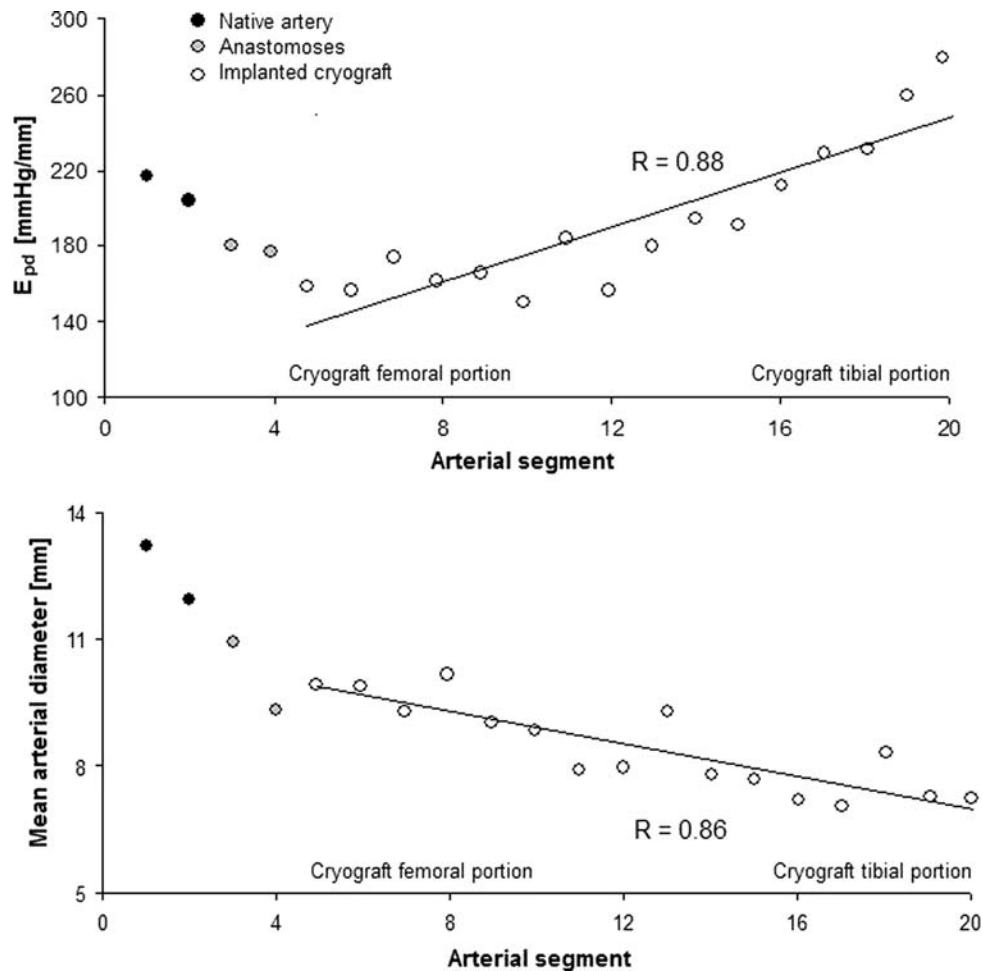 300
Native artery
Anastomoses
Implanted cryograft
260
R = 0.88
220
E pd [mmHg/mm]
180
140
Cryograft femoral portion Cryograft tibial portion
100
0 4 8 12 16 20
Arterial segment
14
Mean arterial diameter [mm]
11
8
R = 0.86
Cryograft femoral portion Cryograft tibial portion
5
0 4 8 12 16 20
Arterial segment